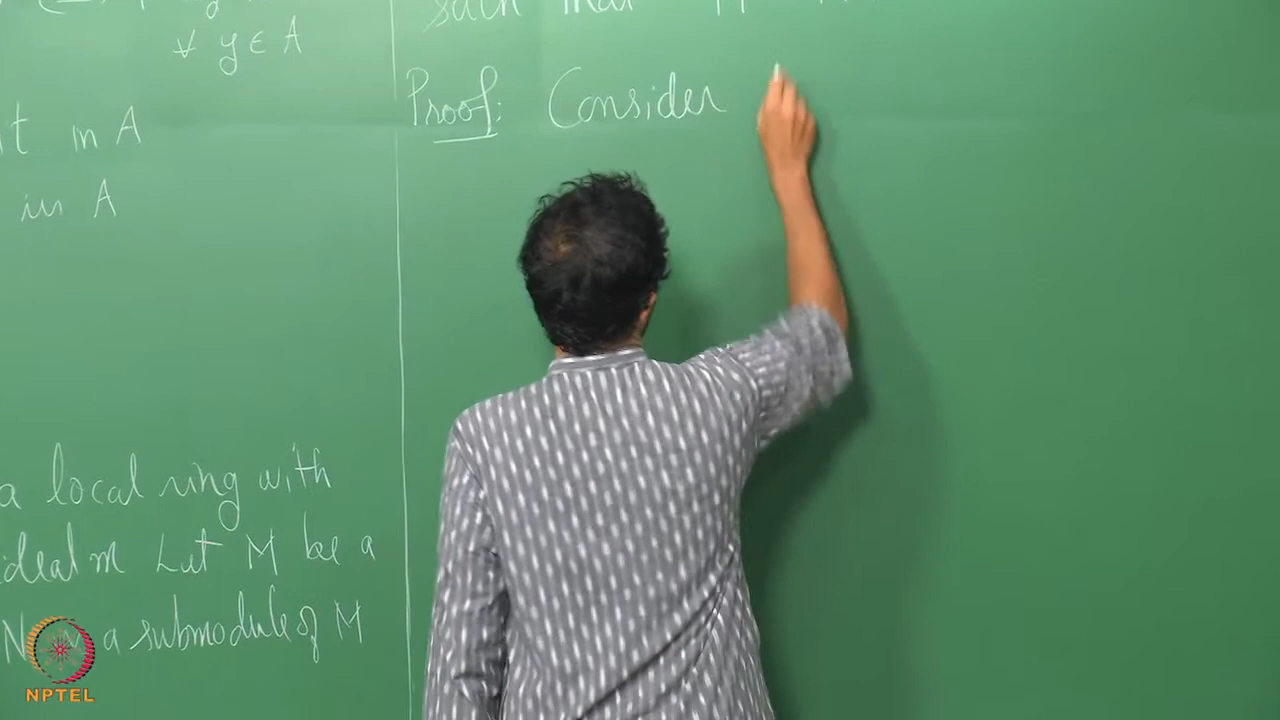 ∀ y ∈ A
t in A
in A
a local ring with
ideal m Let M be a
N a submodule of M
such that M
Proof: Consider
NPTEL